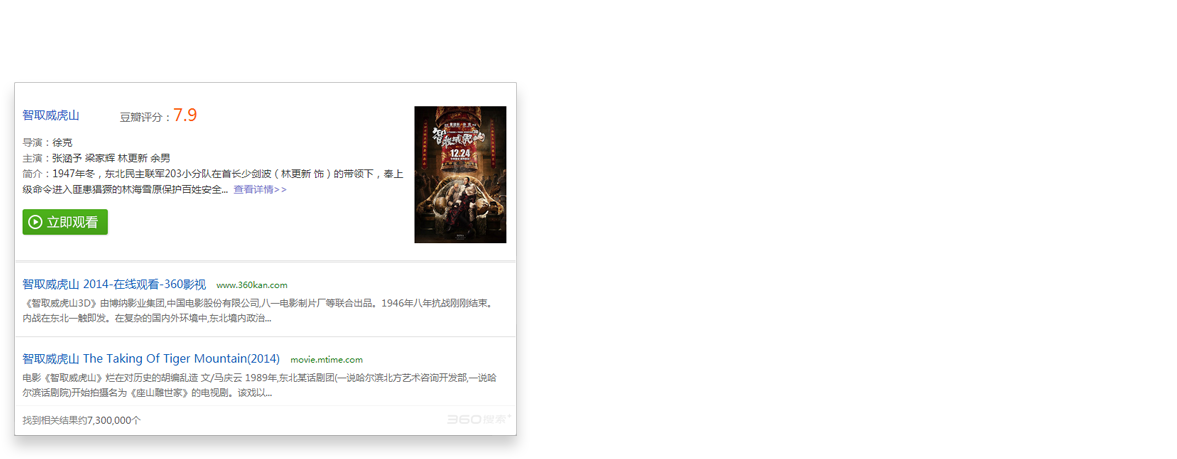 智取威虎山 豆瓣评分：7.9
导演：徐克
主演：张涵予 梁家辉 林更新 余男
简介：1947年冬，东北民主联军203小分队在首长少剑波（林更新 饰）的带领下，奉上
级命令进入匪患猖獗的林海雪原保护百姓安全... 查看详情>>
立即观看
智取威虎山
12.24
智取威虎山 2014-在线观看-360影视 www.360kan.com
《智取威虎山3D》由博纳影业集团,中国电影股份有限公司,八一电影制片厂等联合出品。1946年八年抗战刚刚结束。
内战在东北一触即发。在复杂的国内外环境中,东北境内政治...
智取威虎山 The Taking Of Tiger Mountain(2014) movie.mtime.com
电影《智取威虎山》烂在对历史的胡编乱造 文/马庆云 1989年,东北某话剧团(一说哈尔滨北方艺术咨询开发部,一说哈
尔滨话剧院)开始拍摄名为《座山雕世家》的电视剧。该戏以...
找到相关结果约7,300,000个
360搜索